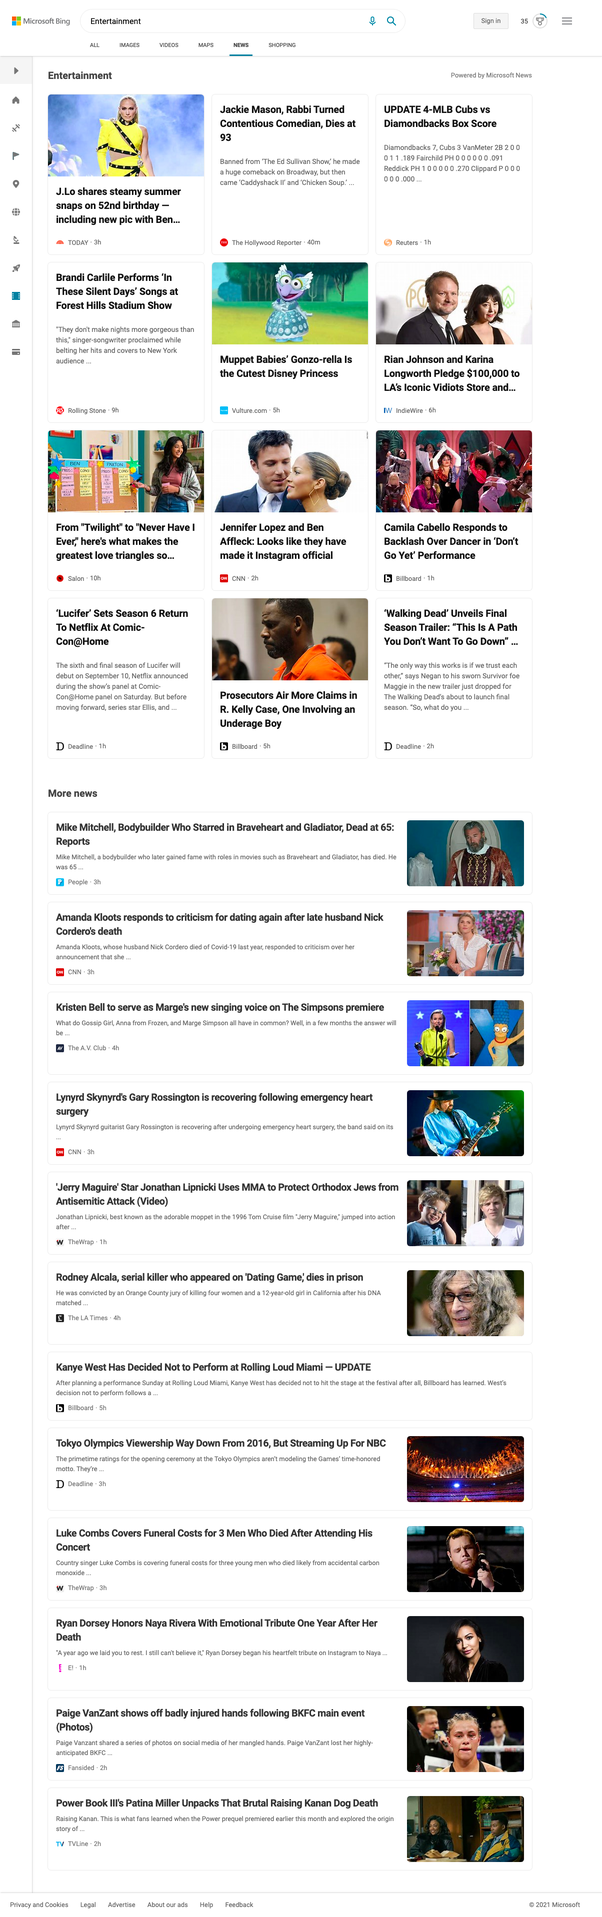 Microsoft Bing
Entertainment
Sign in
35
ALL IMAGES VIDEOS MAPS NEWS SHOPPING
Entertainment
Powered by Microsoft News
J.Lo shares steamy summer
snaps on 52nd birthday —
including new pic with Ben...
TODAY · 3h
Jackie Mason, Rabbi Turned
Contentious Comedian, Dies at
93
Banned from 'The Ed Sullivan Show,' he made
a huge comeback on Broadway, but then
came 'Caddyshack II' and 'Chicken Soup.' ...
The Hollywood Reporter · 40m
UPDATE 4-MLB Cubs vs
Diamondbacks Box Score
Diamondbacks 7, Cubs 3 VanMeter 2B 2 0 0
0 1 1 .189 Fairchild PH 0 0 0 0 0 0 .091
Reddick PH 1 0 0 0 0 0 .270 Clippard P 0 0 0
0 0 0 .000 ...
Reuters · 1h
Brandi Carlile Performs 'In
These Silent Days' Songs at
Forest Hills Stadium Show
"They don't make nights more gorgeous than
this," singer-songwriter proclaimed while
belting her hits and covers to New York
audience ...
Rolling Stone · 9h
Muppet Babies' Gonzo-rella Is
the Cutest Disney Princess
Vulture.com · 5h
Rian Johnson and Karina
Longworth Pledge $100,000 to
LA's Iconic Vidiots Store and...
IndieWire · 6h
From "Twilight" to "Never Have I
Ever," here's what makes the
greatest love triangles so...
Salon · 10h
Jennifer Lopez and Ben
Affleck: Looks like they have
made it Instagram official
CNN · 2h
Camila Cabello Responds to
Backlash Over Dancer in 'Don't
Go Yet' Performance
Billboard · 1h
'Lucifer' Sets Season 6 Return
To Netflix At Comic-
Con@Home
The sixth and final season of Lucifer will
debut on September 10, Netflix announced
during the show's panel at Comic-
Con@Home panel on Saturday. But before
moving forward, series star Ellis, and ...
Deadline · 1h
Prosecutors Air More Claims in
R. Kelly Case, One Involving an
Underage Boy
Billboard · 5h
'Walking Dead' Unveils Final
Season Trailer: "This Is A Path
You Don't Want To Go Down" ...
"The only way this works is if we trust each
other," says Negan to his sworn Survivor foe
Maggie in the new trailer just dropped for
The Walking Dead's about to launch final
season. "So, what do you ...
Deadline · 2h
More news
Mike Mitchell, Bodybuilder Who Starred in Braveheart and Gladiator, Dead at 65:
Reports
Mike Mitchell, a bodybuilder who later gained fame with roles in movies such as Braveheart and Gladiator, has died. He
was 65 ...
People · 3h
Amanda Kloots responds to criticism for dating again after late husband Nick
Cordero's death
Amanda Kloots, whose husband Nick Cordero died of Covid-19 last year, responded to criticism over her
announcement that she ...
CNN · 3h
Kristen Bell to serve as Marge's new singing voice on The Simpsons premiere
What do Gossip Girl, Anna from Frozen, and Marge Simpson all have in common? Well, in a few months the answer will
be ...
The A.V. Club · 4h
Lynyrd Skynyrd's Gary Rossington is recovering following emergency heart
surgery
Lynyrd Skynyrd guitarist Gary Rossington is recovering after undergoing emergency heart surgery, the band said on its
...
CNN · 3h
'Jerry Maguire' Star Jonathan Lipnicki Uses MMA to Protect Orthodox Jews from
Antisemitic Attack (Video)
Jonathan Lipnicki, best known as the adorable moppet in the 1996 Tom Cruise film "Jerry Maguire," jumped into action
after ...
TheWrap · 1h
Rodney Alcala, serial killer who appeared on 'Dating Game,' dies in prison
He was convicted by an Orange County jury of killing four women and a 12-year-old girl in California after his DNA
matched ...
The LA Times · 4h
Kanye West Has Decided Not to Perform at Rolling Loud Miami — UPDATE
After planning a performance Sunday at Rolling Loud Miami, Kanye West has decided not to hit the stage at the festival after all, Billboard has learned. West's
decision not to perform follows a ...
Billboard · 5h
Tokyo Olympics Viewership Way Down From 2016, But Streaming Up For NBC
The primetime ratings for the opening ceremony at the Tokyo Olympics aren't modeling the Games' time-honored
motto. They're ...
Deadline · 3h
Luke Combs Covers Funeral Costs for 3 Men Who Died After Attending His
Concert
Country singer Luke Combs is covering funeral costs for three young men who died likely from accidental carbon
monoxide ...
TheWrap · 3h
Ryan Dorsey Honors Naya Rivera With Emotional Tribute One Year After Her
Death
"A year ago we laid you to rest. I still can't believe it," Ryan Dorsey began his heartfelt tribute on Instagram to Naya ...
E! · 1h
Paige VanZant shows off badly injured hands following BKFC main event
(Photos)
Paige Vanzant shared a series of photos on social media of her mangled hands. Paige VanZant lost her highly-
anticipated BKFC ...
Fansided · 2h
Power Book III's Patina Miller Unpacks That Brutal Raising Kanan Dog Death
Raising Kanan. This is what fans learned when the Power prequel premiered earlier this month and explored the origin
story of ...
TVLine · 2h
Privacy and Cookies Legal Advertise About our ads Help Feedback
© 2021 Microsoft